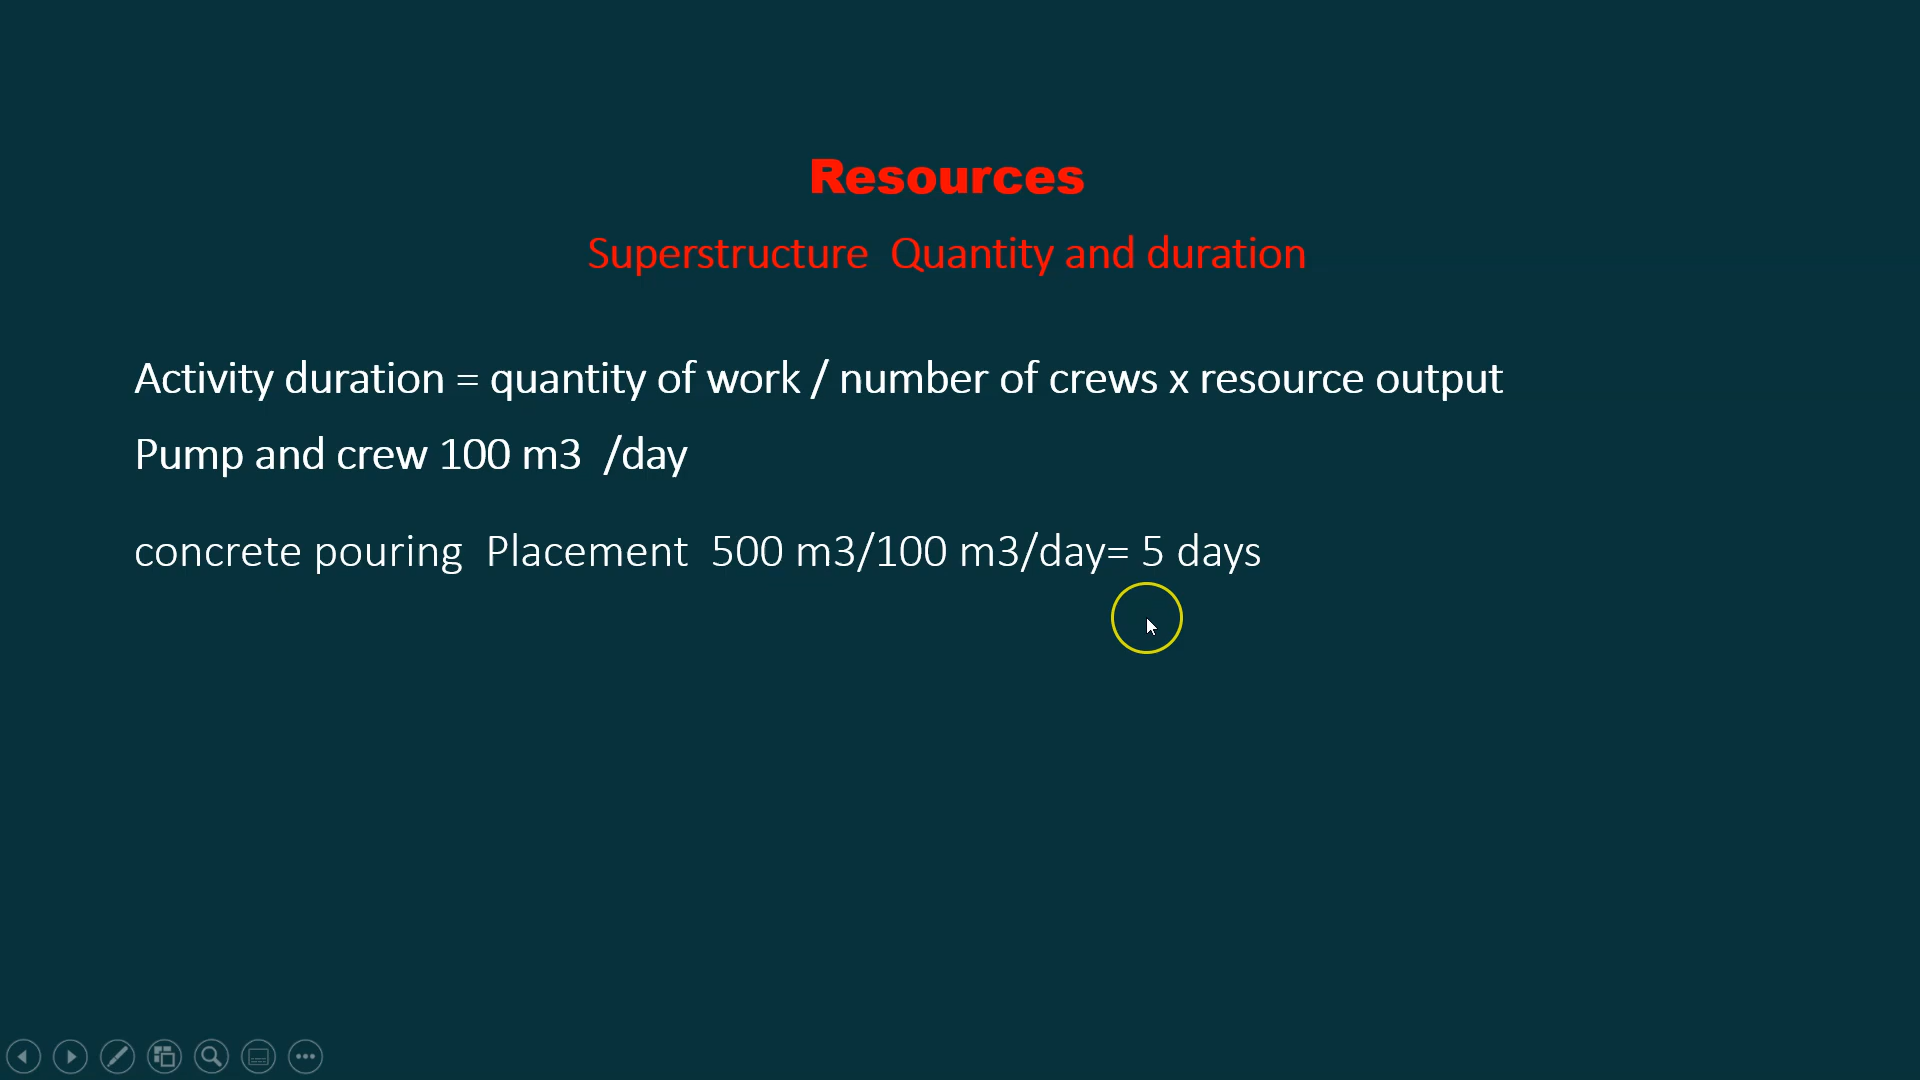 Resources
Superstructure  Quantity and duration
Activity duration = quantity of work / number of crews x resource output
Pump and crew 100 m3  /day
concrete pouring  Placement  500 m3/100 m3/day= 5 days